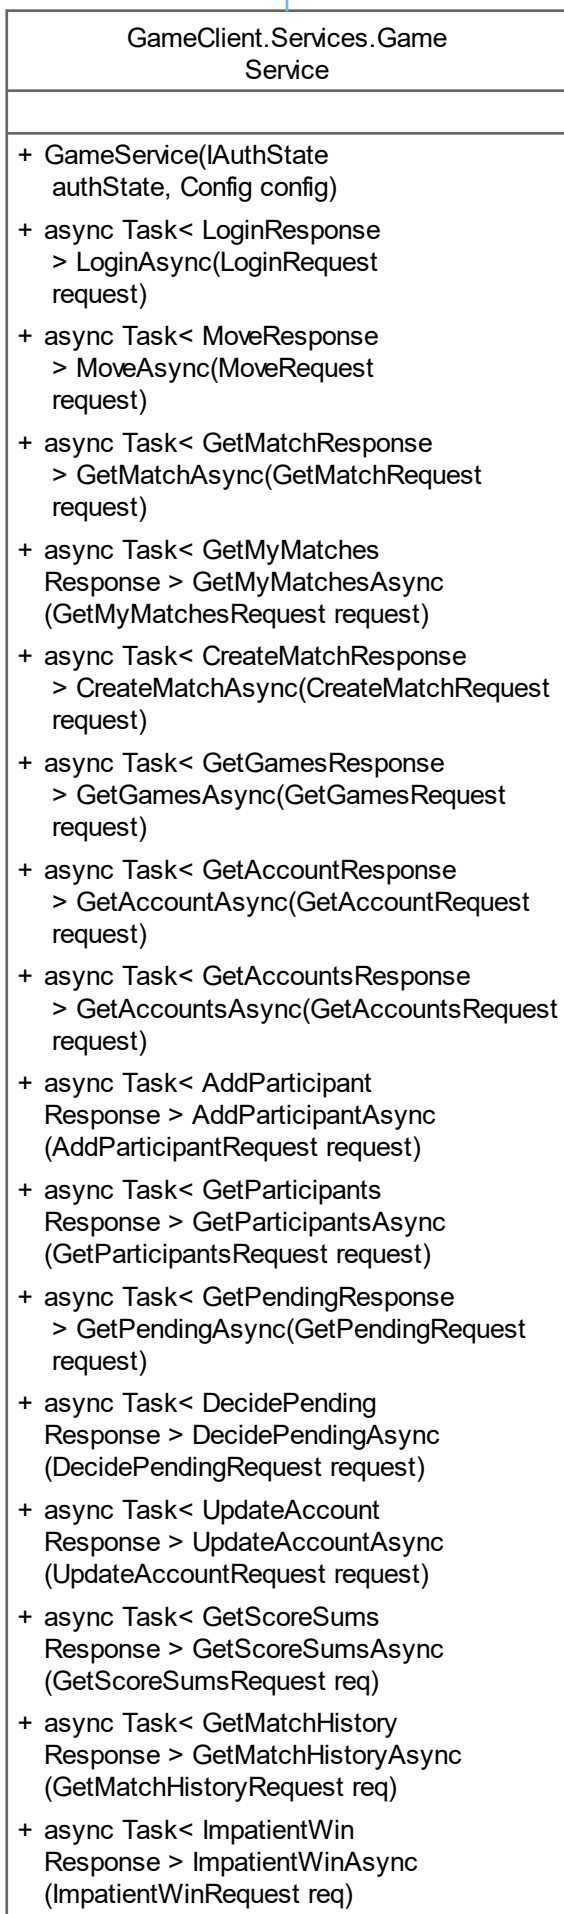 GameClient.Services.Game
Service
+ GameService(IAuthState
authState, Config config)
+ async Task< LoginResponse
> LoginAsync(LoginRequest
request)
+ async Task< MoveResponse
> MoveAsync(MoveRequest
request)
+ async Task< GetMatchResponse
> GetMatchAsync(GetMatchRequest
request)
+ async Task< GetMyMatches
Response > GetMyMatchesAsync
(GetMyMatchesRequest request)
+ async Task< CreateMatchResponse
> CreateMatchAsync(CreateMatchRequest
request)
+ async Task< GetGamesResponse
> GetGamesAsync(GetGamesRequest
request)
+ async Task< GetAccountResponse
> GetAccountAsync(GetAccountRequest
request)
+ async Task< GetAccountsResponse
> GetAccountsAsync(GetAccountsRequest
request)
+ async Task< AddParticipant
Response > AddParticipantAsync
(AddParticipantRequest request)
+ async Task< GetParticipants
Response > GetParticipantsAsync
(GetParticipantsRequest request)
+ async Task< GetPendingResponse
> GetPendingAsync(GetPendingRequest
request)
+ async Task< DecidePending
Response > DecidePendingAsync
(DecidePendingRequest request)
+ async Task< UpdateAccount
Response > UpdateAccountAsync
(UpdateAccountRequest request)
+ async Task< GetScoreSums
Response > GetScoreSumsAsync
(GetScoreSumsRequest req)
+ async Task< GetMatchHistory
Response > GetMatchHistoryAsync
(GetMatchHistoryRequest req)
+ async Task< ImpatientWin
Response > ImpatientWinAsync
(ImpatientWinRequest req)